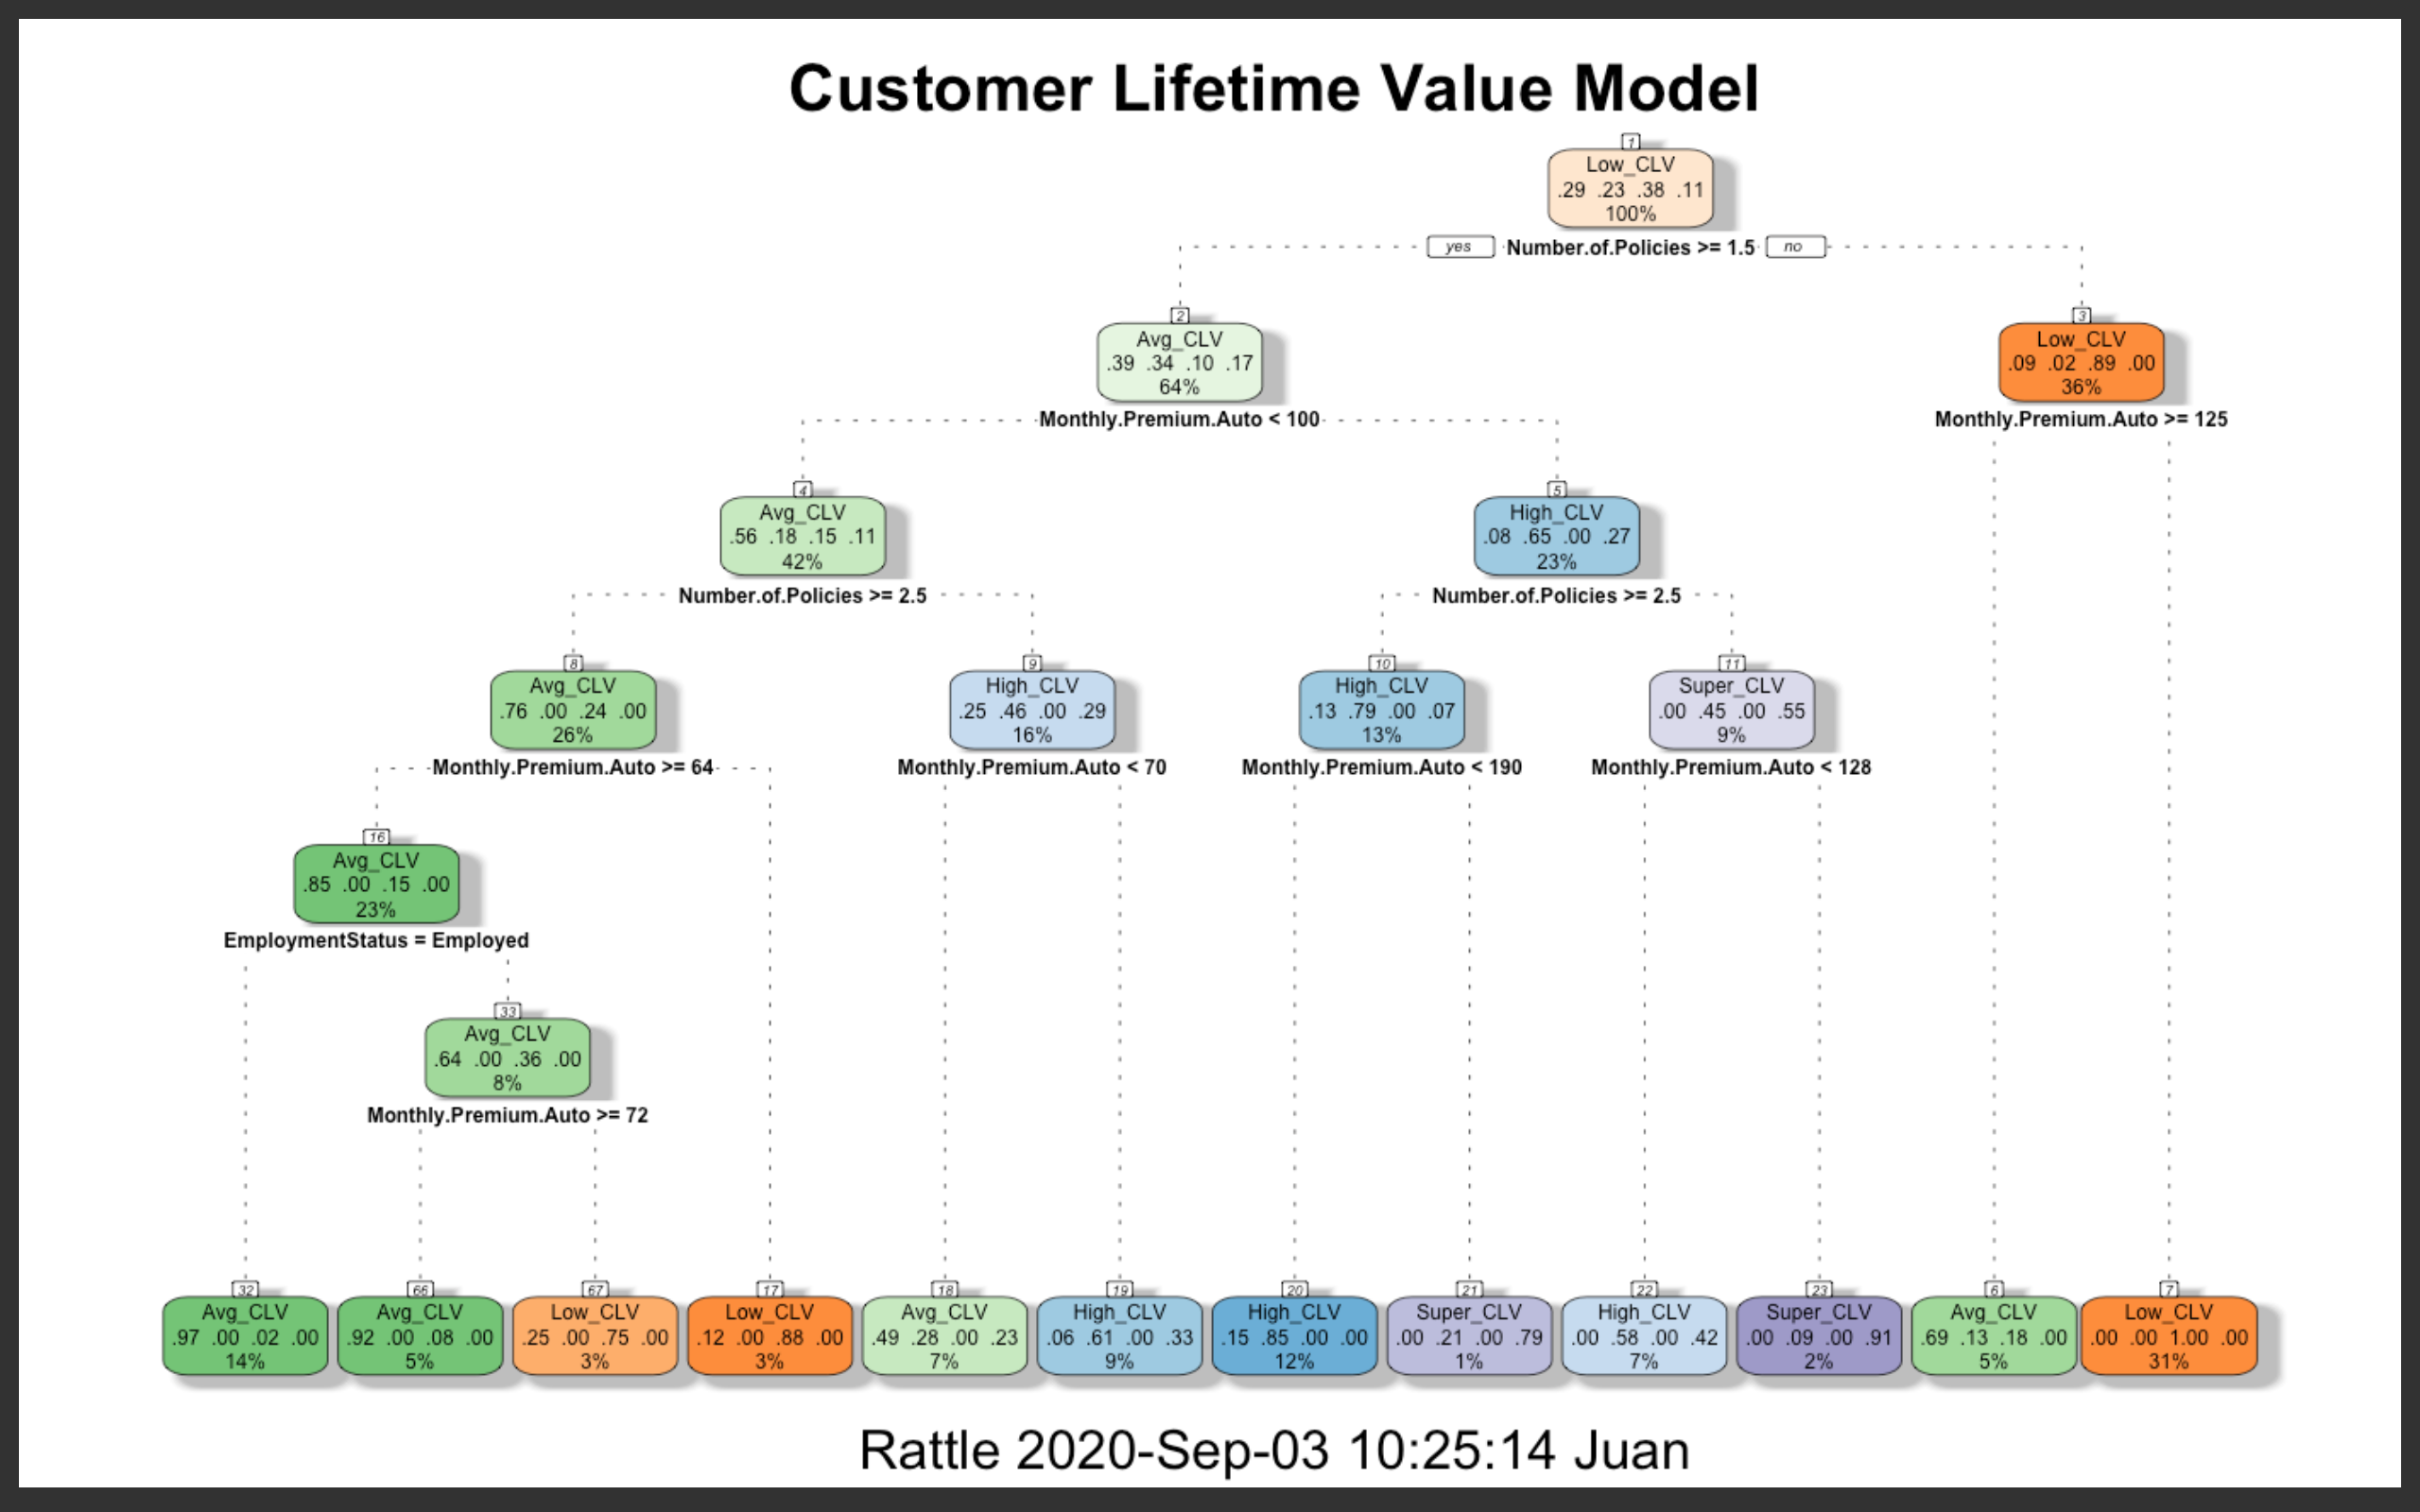 Customer Lifetime Value Model
1
Low_CLV
.29 .23 .38 .11
100%
yes Number.of.Policies >= 1.5 no
2
Avg_CLV
.39 .34 .10 .17
64%
Monthly.Premium.Auto < 100
3
Low_CLV
.09 .02 .89 .00
36%
Monthly.Premium.Auto >= 125
4
Avg_CLV
.56 .18 .15 .11
42%
Number.of.Policies >= 2.5
5
High_CLV
.08 .65 .00 .27
23%
Number.of.Policies >= 2.5
8
Avg_CLV
.76 .00 .24 .00
26%
Monthly.Premium.Auto >= 64
9
High_CLV
.25 .46 .00 .29
16%
Monthly.Premium.Auto < 70
10
High_CLV
.13 .79 .00 .07
13%
Monthly.Premium.Auto < 190
11
Super_CLV
.00 .45 .00 .55
9%
Monthly.Premium.Auto < 128
16
Avg_CLV
.85 .00 .15 .00
23%
EmploymentStatus = Employed
33
Avg_CLV
.64 .00 .36 .00
8%
Monthly.Premium.Auto >= 72
32
Avg_CLV
.97 .00 .02 .00
14%
66
Avg_CLV
.92 .00 .08 .00
5%
67
Low_CLV
.25 .00 .75 .00
3%
17
Low_CLV
.12 .00 .88 .00
3%
18
Avg_CLV
.49 .28 .00 .23
7%
19
High_CLV
.06 .61 .00 .33
9%
20
High_CLV
.15 .85 .00 .00
12%
21
Super_CLV
.00 .21 .00 .79
1%
22
High_CLV
.00 .58 .00 .42
7%
23
Super_CLV
.00 .09 .00 .91
2%
6
Avg_CLV
.69 .13 .18 .00
5%
7
Low_CLV
.00 .00 1.00 .00
31%
Rattle 2020-Sep-03 10:25:14 Juan